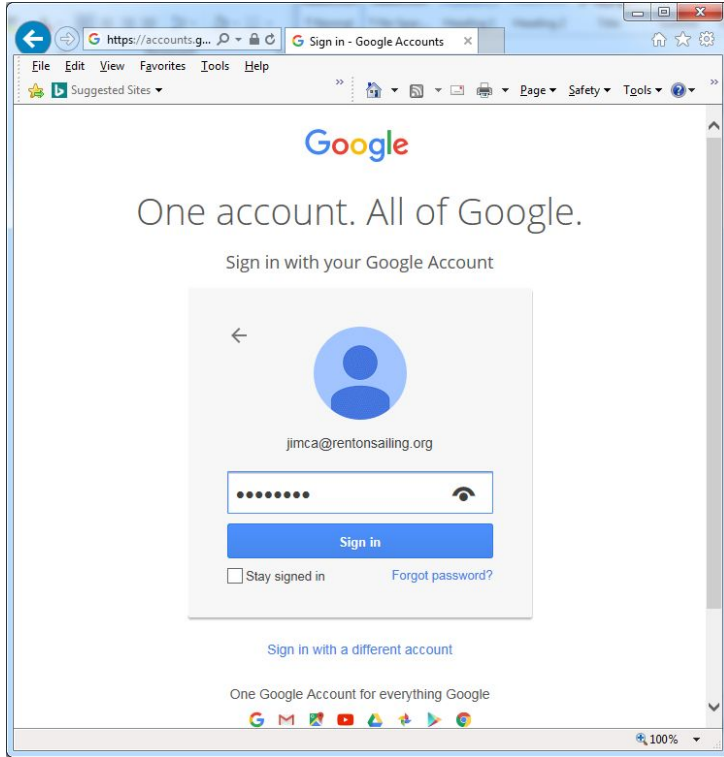 https://accounts.g...
Sign in - Google Accounts
File Edit View Favorites Tools Help
Suggested Sites
Page Safety Tools
Google
One account. All of Google.
Sign in with your Google Account
jimca@rentonsailing.org
Sign in
Stay signed in Forgot password?
Sign in with a different account
One Google Account for everything Google
100%